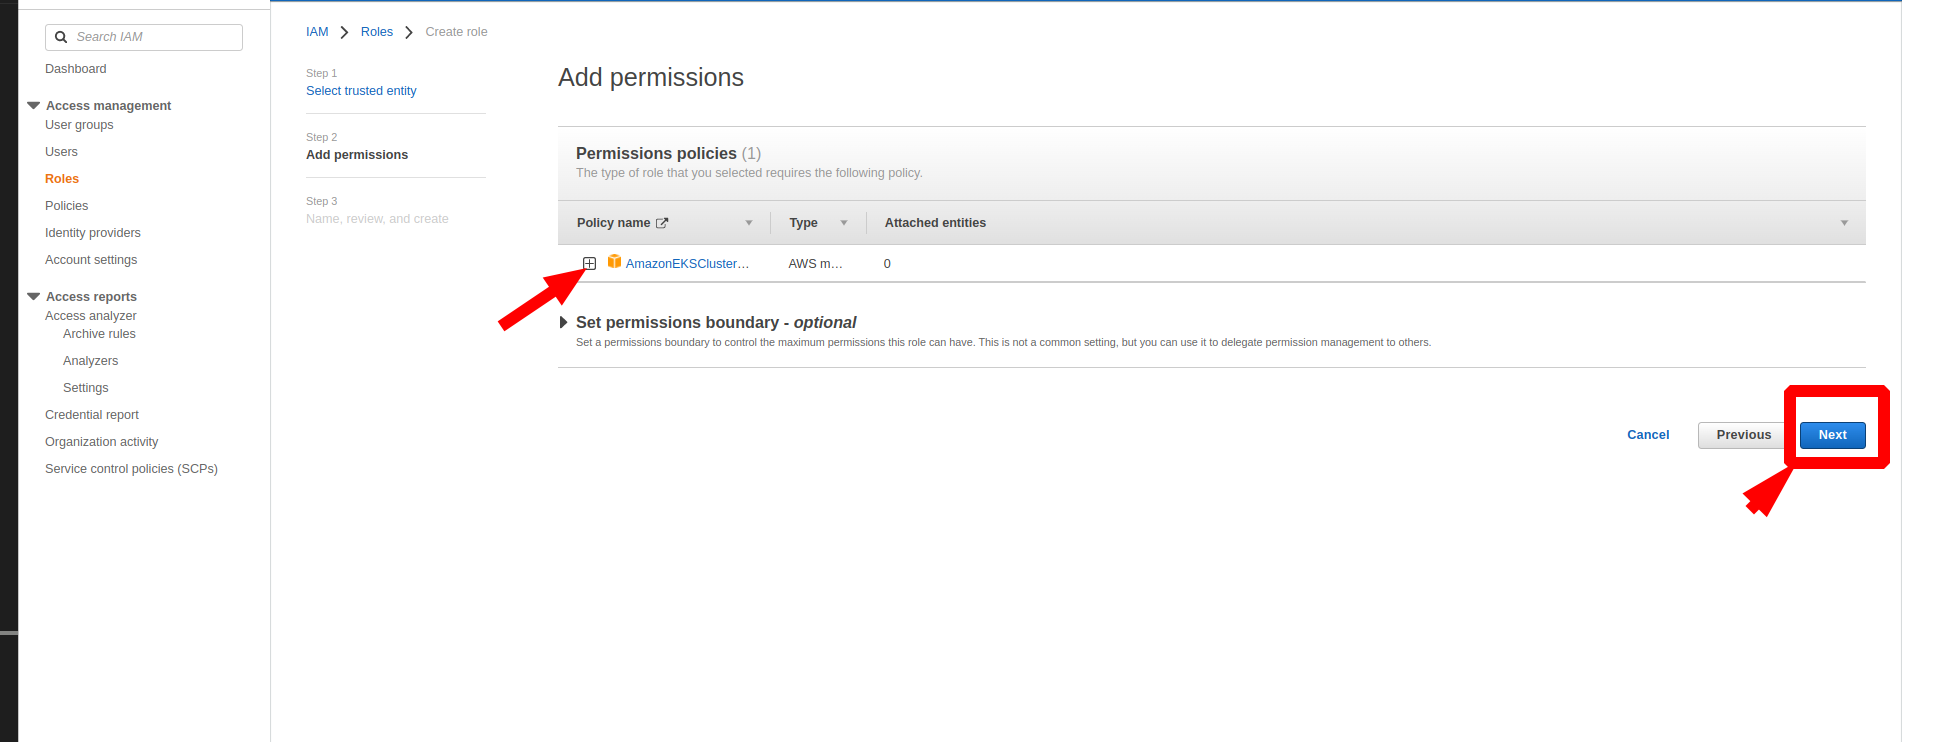 Search IAM
Dashboard
Access management
User groups
Users
Roles
Policies
Identity providers
Account settings
Access reports
Access analyzer
Archive rules
Analyzers
Settings
Credential report
Organization activity
Service control policies (SCPs)
IAM > Roles > Create role
Step 1
Select trusted entity
Step 2
Add permissions
Step 3
Name, review, and create
Add permissions
Permissions policies (1)
The type of role that you selected requires the following policy.
Policy name Type Attached entities
AmazonEKSCluster… AWS m… 0
Set permissions boundary - optional
Set a permissions boundary to control the maximum permissions this role can have. This is not a common setting, but you can use it to delegate permission management to others.
Cancel Previous Next